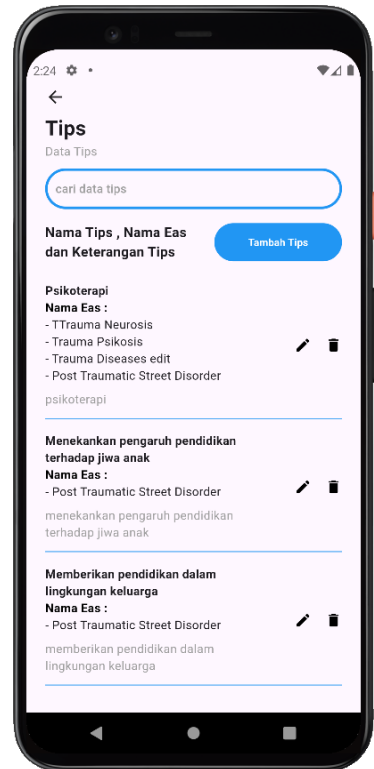 2:24
Tips
Data Tips
cari data tips
Nama Tips , Nama Eas
dan Keterangan Tips
Tambah Tips
Psikoterapi
Nama Eas :
- TTrauma Neurosis
- Trauma Psikosis
- Trauma Diseases edit
- Post Traumatic Street Disorder
psikoterapi
Menekankan pengaruh pendidikan
terhadap jiwa anak
Nama Eas :
- Post Traumatic Street Disorder
menekankan pengaruh pendidikan
terhadap jiwa anak
Memberikan pendidikan dalam
lingkungan keluarga
Nama Eas :
- Post Traumatic Street Disorder
memberikan pendidikan dalam
lingkungan keluarga